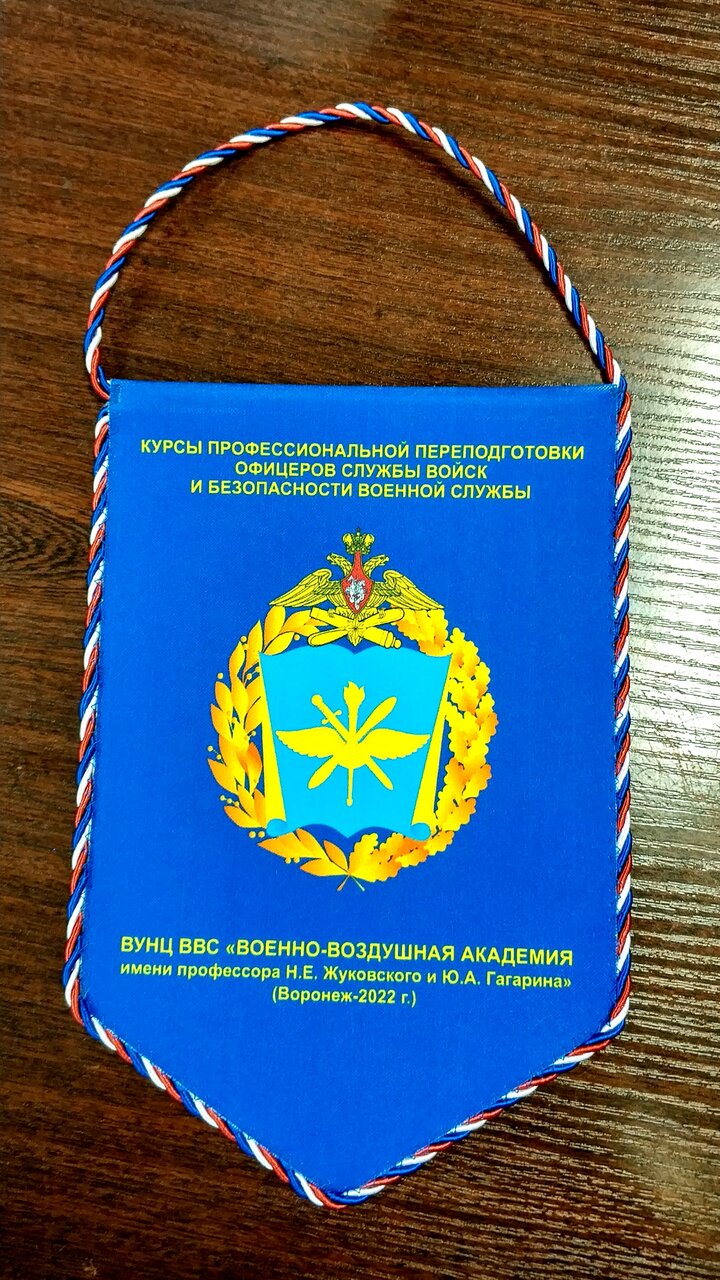 КУРСЫ ПРОФЕССИОНАЛЬНОЙ ПЕРЕПОДГОТОВКИ
ОФИЦЕРОВ СЛУЖБЫ ВОЙСК
И БЕЗОПАСНОСТИ ВОЕННОЙ СЛУЖБЫ
ВУНЦ ВВС «ВОЕННО-ВОЗДУШНАЯ АКАДЕМИЯ
имени профессора Н.Е. Жуковского и Ю.А. Гагарина»
(Воронеж-2022 г.)